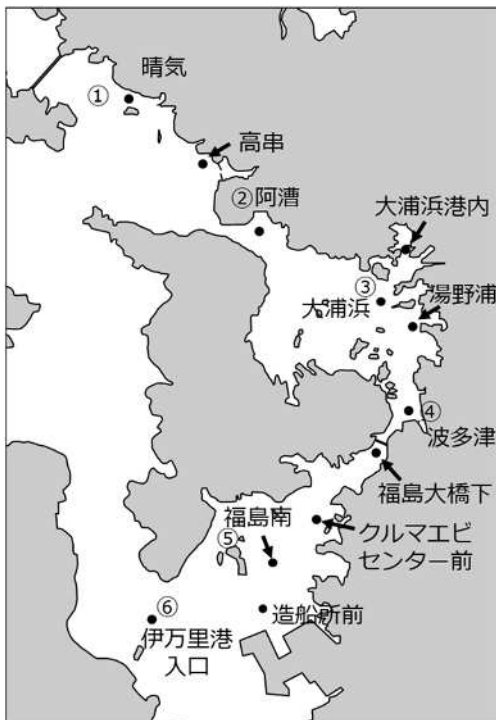 晴気
①
高串
②阿漕
大浦浜港内
③
大浦浜
湯野浦
④
波多津
福島大橋下
福島南
⑤
クルマエビ
センター前
⑥
造船所前
伊万里港
入口